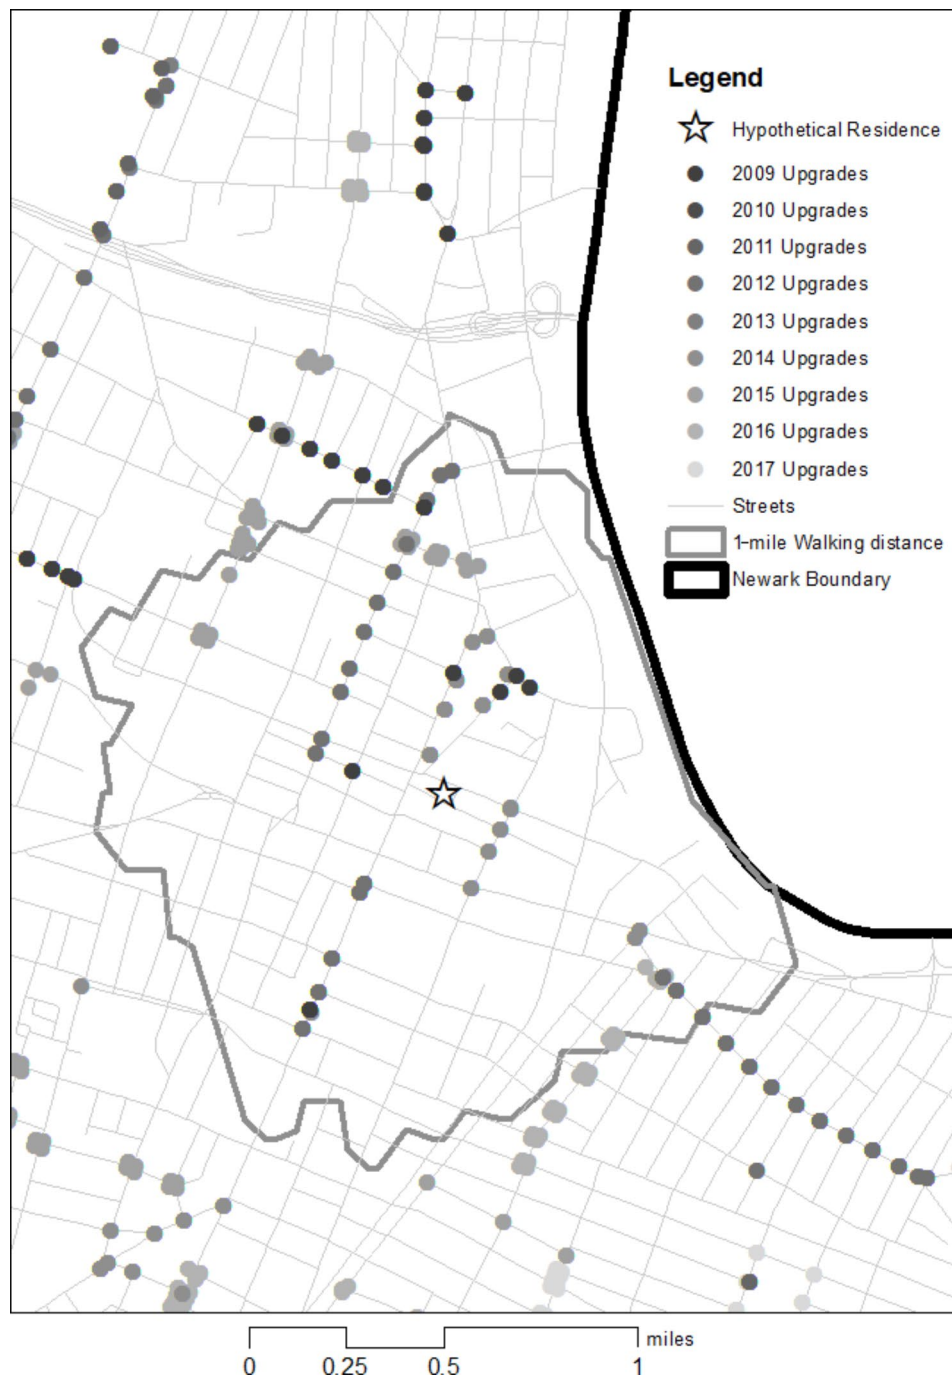 Legend
Hypothetical Residence
2009 Upgrades
2010 Upgrades
2011 Upgrades
2012 Upgrades
2013 Upgrades
2014 Upgrades
2015 Upgrades
2016 Upgrades
2017 Upgrades
Streets
1-mile Walking distance
Newark Boundary
miles
0 0.25 0.5 1